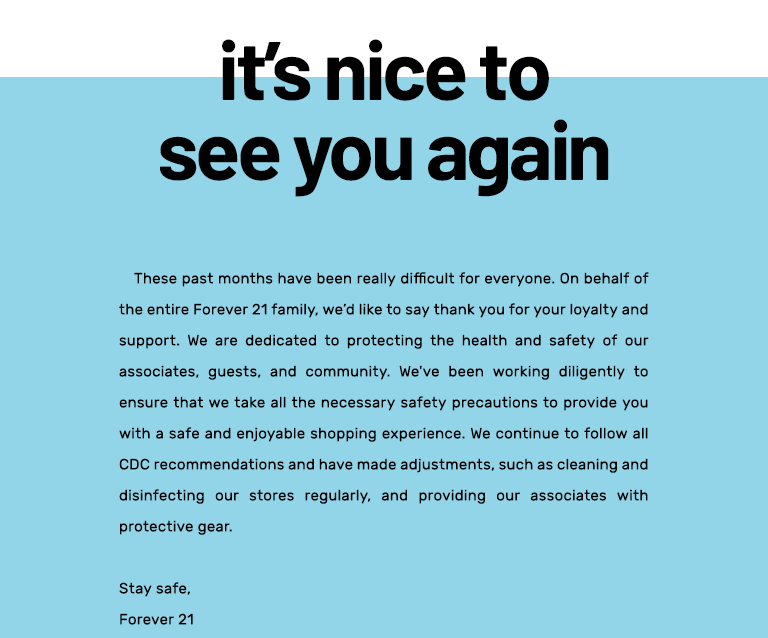 it's nice to
see you again
These past months have been really difficult for everyone. On behalf of
the entire Forever 21 family, we'd like to say thank you for your loyalty and
support. We are dedicated to protecting the health and safety of our
associates, guests, and community. We've been working diligently to
ensure that we take all the necessary safety precautions to provide you
with a safe and enjoyable shopping experience. We continue to follow all
CDC recommendations and have made adjustments, such as cleaning and
disinfecting our stores regularly, and providing our associates with
protective gear.
Stay safe,
Forever 21